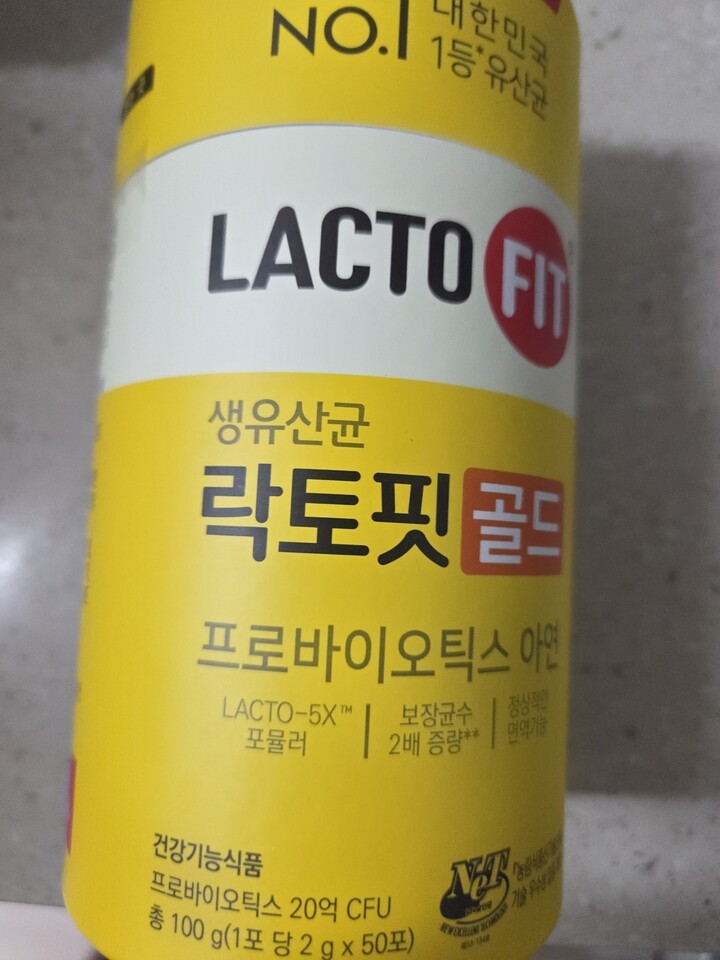 NO.1 대한민국
1등*유산균
LACTO FIT
생유산균
락토핏 골드
프로바이오틱스 아연
LACTO-5X™
포뮬러
보장균수
2배 증량**
정상적인
면역기능
건강기능식품
프로바이오틱스 20억 CFU
총 100 g(1포 당 2 g x 50포)
NeT